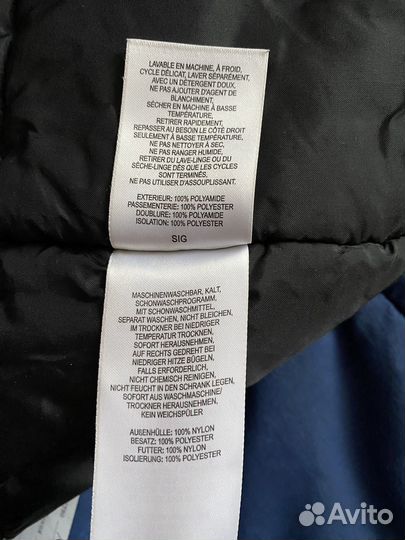 LAVABLE EN MACHINE, À FROID,
CYCLE DÉLICAT, LAVER SÉPARÉMENT,
AVEC UN DÉTERGENT DOUX.
NE PAS AJOUTER D'AGENT DE
BLANCHIMENT,
SÉCHER EN MACHINE À BASSE
TEMPÉRATURE,
RETIRER RAPIDEMENT,
REPASSER AU BESOIN LE CÔTÉ DROIT
SEULEMENT À BASSE TEMPÉRATURE,
NE PAS NETTOYER À SEC,
NE PAS RANGER HUMIDE,
RETIRER DU LAVE-LINGE OU DU
SÈCHE-LINGE DÈS QUE LES CYCLES
SONT TERMINÉS.
NE PAS UTILISER D'ASSOUPLISSANT.
EXTERIEUR: 100% POLYAMIDE
PASSEMENTERIE: 100% POLYESTER
DOUBLURE: 100% POLYAMIDE
ISOLATION: 100% POLYESTER
SIG
MASCHINENWASCHBAR, KALT,
SCHONWASCHPROGRAMM,
MIT SCHONWASCHMITTEL,
SEPARAT WASCHEN, NICHT BLEICHEN,
IM TROCKNER BEI NIEDRIGER
TEMPERATUR TROCKNEN,
SOFORT HERAUSNEHMEN,
AUF RECHTS GEDREHT BEI
NIEDRIGER HITZE BÜGELN,
FALLS ERFORDERLICH,
NICHT CHEMISCH REINIGEN,
NICHT FEUCHT IN DEN SCHRANK LEGEN,
SOFORT AUS WASCHMASCHINE/
TROCKNER HERAUSNEHMEN,
KEIN WEICHSPÜLER
AUßENHÜLLE: 100% NYLON
BESATZ: 100% POLYESTER
FUTTER: 100% NYLON
ISOLIERUNG: 100% POLYESTER
Avito